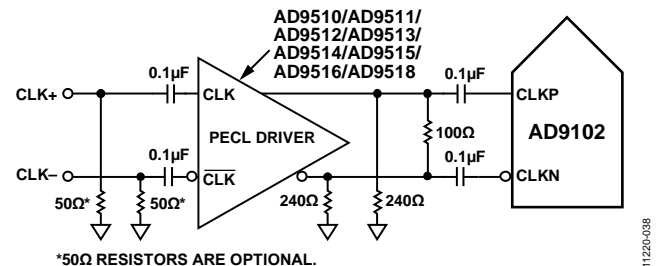 AD9510/AD9511/
AD9512/AD9513/
AD9514/AD9515/
AD9516/AD9518
0.1µF
0.1µF
CLK+
CLK
CLKP
PECL DRIVER
100Ω
AD9102
0.1µF
0.1µF
CLK–
CLK
CLKN
50Ω*
50Ω*
240Ω
240Ω
*50Ω RESISTORS ARE OPTIONAL.
11220-038